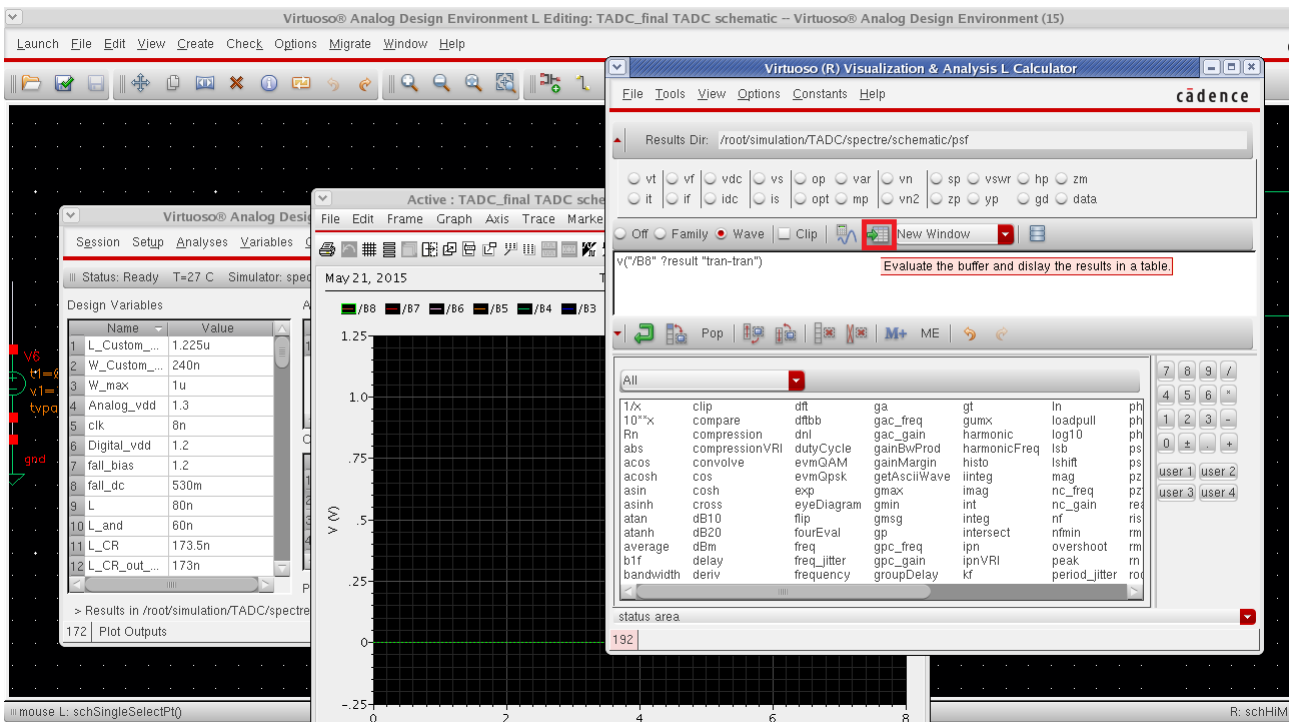 Virtuoso® Analog Design Environment L Editing: TADC_final TADC schematic -- Virtuoso® Analog Design Environment (15)
Launch File Edit View Create Check Options Migrate Window Help
V6
gnd
Virtuoso® Analog Desi
Session Setup Analyses Variables
Status: Ready T=27 C Simulator: spec
Design Variables
Name Value
1 L_Custom_... 1.225u
2 W_Custom_... 240n
3 W_max 1u
4 Analog_vdd 1.3
5 clk 8n
6 Digital_vdd 1.2
7 fall_bias 1.2
8 fall_dc 530m
9 L 80n
10 L_and 60n
11 L_CR 173.5n
12 L_CR_out_... 173n
> Results in /root/simulation/TADC/spectre
172 Plot Outputs
Active : TADC_final TADC sche
File Edit Frame Graph Axis Trace Marke
May 21, 2015
/B8 /B7 /B6 /B5 /B4 /B3
1.25
1.0
.75
.5
V (V)
.25
0
-.25
0 2 4 6 8
Virtuoso (R) Visualization & Analysis L Calculator
File Tools View Options Constants Help
cādence
Results Dir: /root/simulation/TADC/spectre/schematic/psf
vt vf vdc vs op var vn sp vswr hp zm
it if idc is opt mp vn2 zp yp gd data
Off Family Wave Clip New Window
v("/B8" ?result "tran-tran")
Evaluate the buffer and dislay the results in a table.
Pop M+ ME
All
1/x clip dft ga gt ln ph
10**x compare dftbb gac_freq gumx loadpull ph
Rn compression dnl gac_gain harmonic log10 ph
abs compressionVRI dutyCycle gainBwProd harmonicFreq lsb ps
acos convolve evmQAM gainMargin histo lshift ps
acosh cos evmQpsk getAsciiWave iinteg mag pz
asin cosh exp gmax imag nc_freq pz
asinh cross eyeDiagram gmin int nc_gain rea
atan dB10 flip gmsg integ nf ris
atanh dB20 fourEval gp intersect nfmin rm
average dBm freq gpc_freq ipn overshoot rm
b1f delay freq_jitter gpc_gain ipnVRI peak rn
bandwidth deriv frequency groupDelay kf period_jitter roo
7 8 9 /
4 5 6 *
1 2 3 -
0 ± . +
user 1 user 2
user 3 user 4
status area
192
mouse L: schSingleSelectPt()
R: schHiM